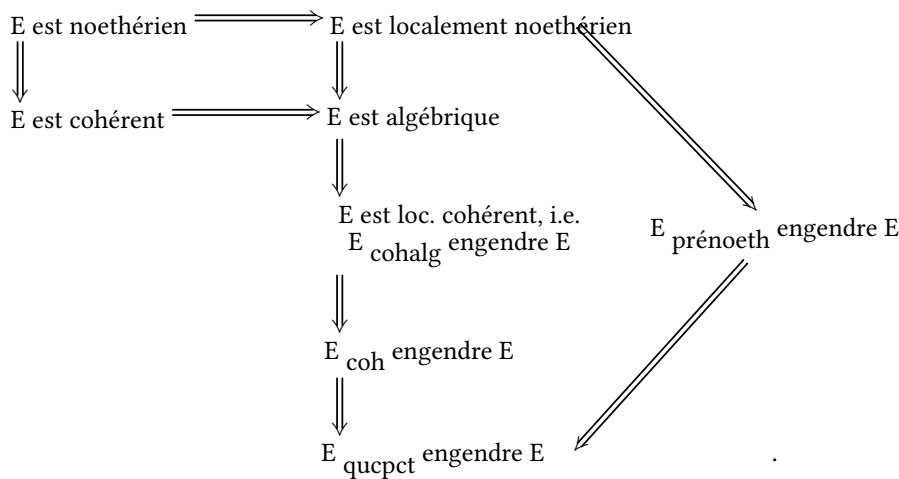 E est noethérien E est localement noethérien
E est cohérent E est algébrique
E est loc. cohérent, i.e.
E cohalg engendre E
E prénoeth engendre E
E coh engendre E
E qucpct engendre E .